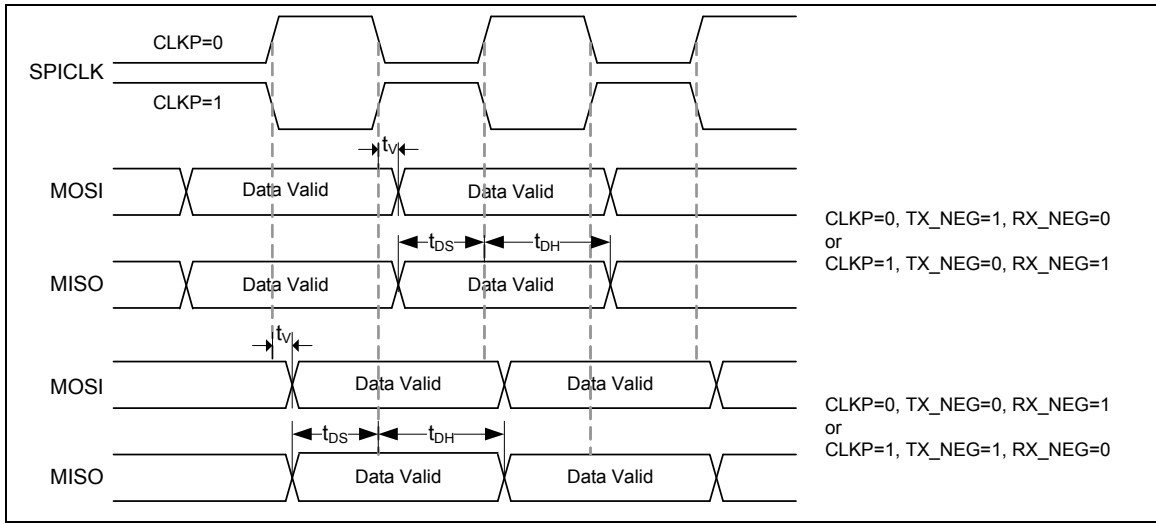 CLKP=0
SPICLK
CLKP=1
tV
MOSI Data Valid Data Valid
tDS tDH
CLKP=0, TX_NEG=1, RX_NEG=0
or
CLKP=1, TX_NEG=0, RX_NEG=1
MISO Data Valid Data Valid
tV
MOSI Data Valid Data Valid
tDS tDH
CLKP=0, TX_NEG=0, RX_NEG=1
or
CLKP=1, TX_NEG=1, RX_NEG=0
MISO Data Valid Data Valid